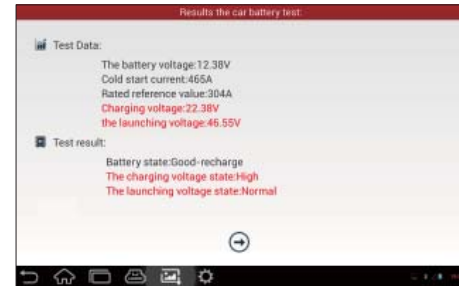 Results the car battery test:
Test Data:
The battery voltage:12.38V
Cold start current:465A
Rated reference value:304A
Charging voltage:22.38V
the launching voltage:46.55V
Test result:
Battery state:Good-recharge
The charging voltage state:High
The launching voltage state:Normal